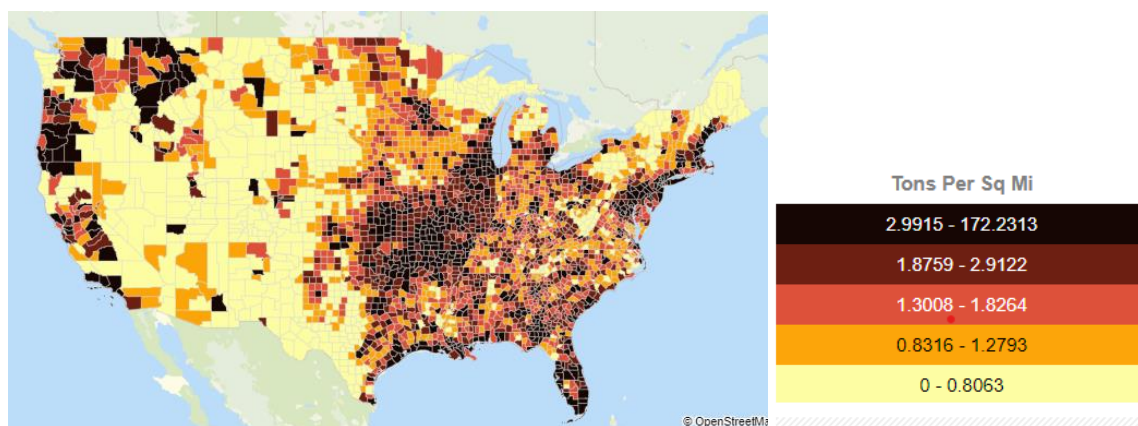 Tons Per Sq Mi
2.9915 - 172.2313
1.8759 - 2.9122
1.3008 - 1.8264
0.8316 - 1.2793
0 - 0.8063
© OpenStreetMa